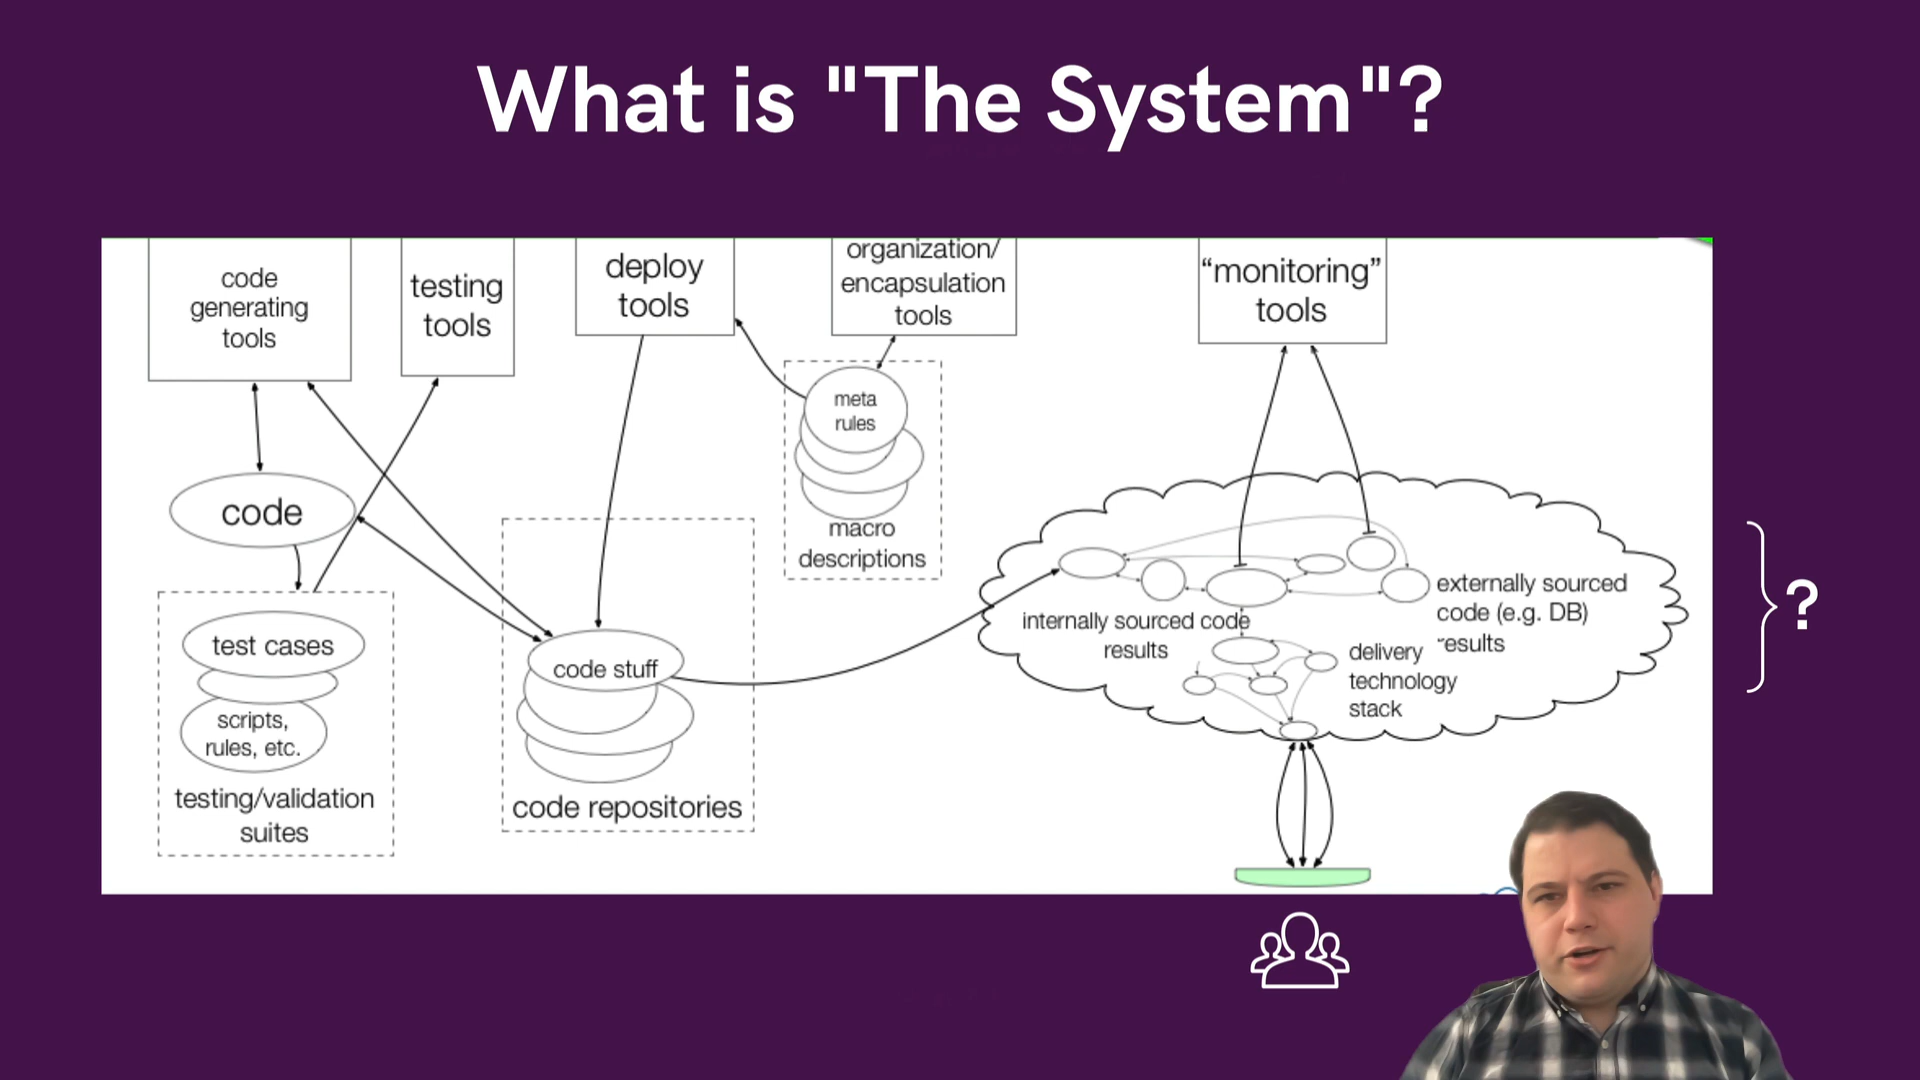 What is "The System"?
code
generating
tools
testing
tools
deploy
tools
organization/
encapsulation
tools
“monitoring”
tools
meta
rules
macro
descriptions
code
test cases
scripts,
rules, etc.
testing/validation
suites
code stuff
code repositories
internally sourced code
results
externally sourced
code (e.g. DB)
results
delivery
technology
stack
?